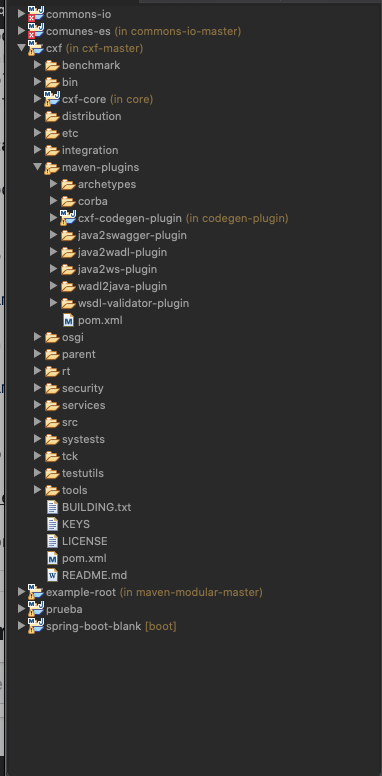 commons-io
comunes-es (in commons-io-master)
cxf (in cxf-master)
benchmark
bin
cxf-core (in core)
distribution
etc
integration
maven-plugins
archetypes
corba
cxf-codegen-plugin (in codegen-plugin)
java2swagger-plugin
java2wadl-plugin
java2ws-plugin
wadl2java-plugin
wsdl-validator-plugin
pom.xml
osgi
parent
rt
security
services
src
systests
tck
testutils
tools
BUILDING.txt
KEYS
LICENSE
pom.xml
README.md
example-root (in maven-modular-master)
prueba
spring-boot-blank [boot]